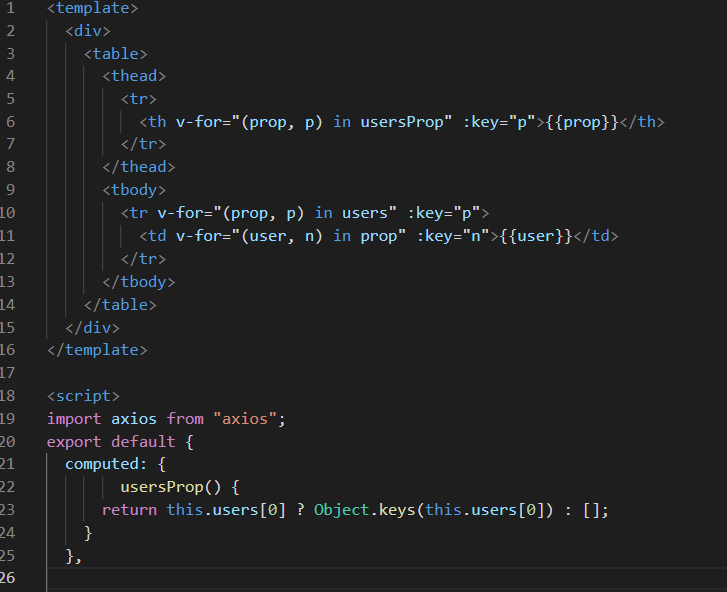 1 <template>
2 <div>
3 <table>
4 <thead>
5 <tr>
6 <th v-for="(prop, p) in usersProp" :key="p">{{prop}}</th>
7 </tr>
8 </thead>
9 <tbody>
10 <tr v-for="(prop, p) in users" :key="p">
11 <td v-for="(user, n) in prop" :key="n">{{user}}</td>
12 </tr>
13 </tbody>
14 </table>
15 </div>
16 </template>
17
18 <script>
19 import axios from "axios";
20 export default {
21 computed: {
22 usersProp() {
23 return this.users[0] ? Object.keys(this.users[0]) : [];
24 }
25 },
26